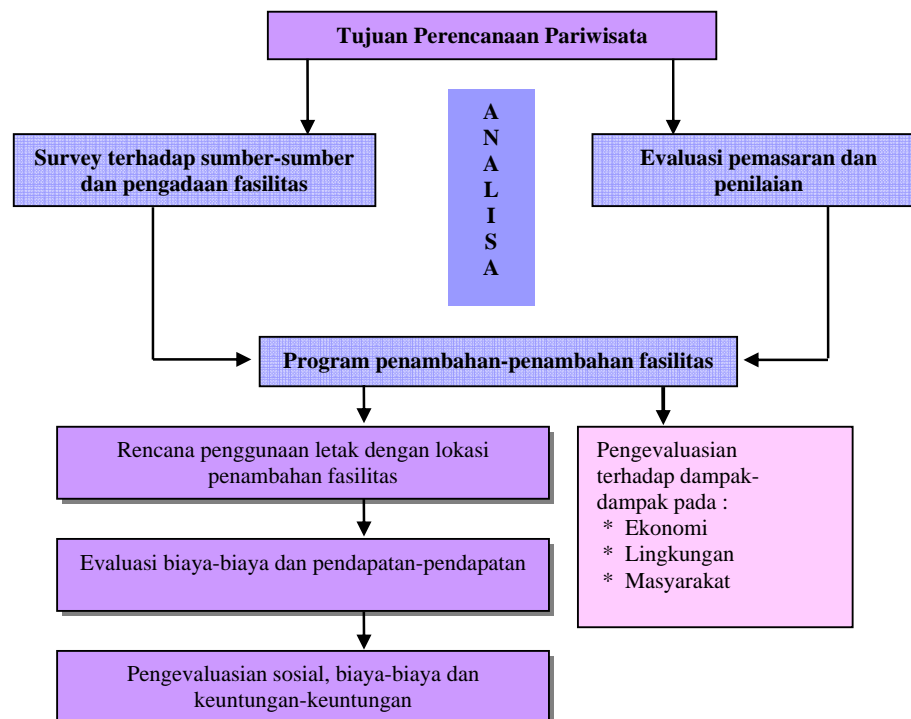 Tujuan Perencanaan Pariwisata
A
N
A
L
I
S
A
Survey terhadap sumber-sumber
dan pengadaan fasilitas
Evaluasi pemasaran dan
penilaian
Program penambahan-penambahan fasilitas
Rencana penggunaan letak dengan lokasi
penambahan fasilitas
Pengevaluasian
terhadap dampak-
dampak pada :
* Ekonomi
* Lingkungan
* Masyarakat
Evaluasi biaya-biaya dan pendapatan-pendapatan
Pengevaluasian sosial, biaya-biaya dan
keuntungan-keuntungan